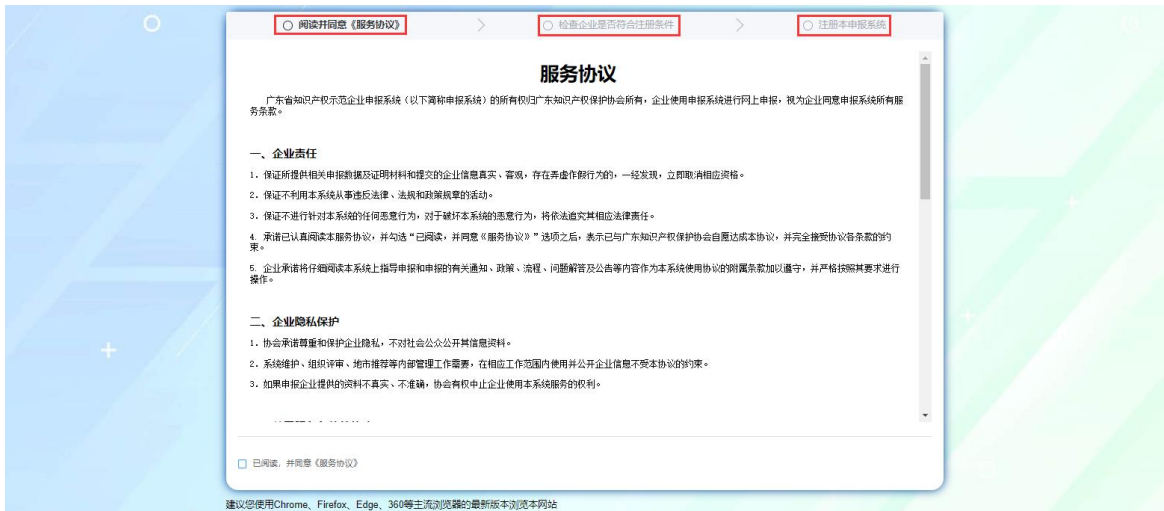 阅读并同意《服务协议》 检查企业是否符合注册条件 注册本申报系统
服务协议
广东省知识产权示范企业申报系统（以下简称申报系统）的所有权归广东知识产权保护协会所有，企业使用申报系统进行网上申报，视为企业同意申报系统所有服
务条款。
一、企业责任
1. 保证所提供相关申报数据及证明材料和提交的企业信息真实、客观，存在弄虚作假行为的，一经发现，立即取消相应资格。
2. 保证不利用本系统从事违反法律、法规和政策规章的活动。
3. 保证不进行针对本系统的任何恶意行为，对于破坏本系统的恶意行为，将依法追究其相应法律责任。
4. 承诺已认真阅读本服务协议，并勾选“已阅读，并同意《服务协议》”选项之后，表示已与广东知识产权保护协会自愿达成本协议，并完全接受协议各条款的约
束。
5. 企业承诺将仔细阅读本系统上指导申报和申报的有关通知、政策、流程、问题解答及公告等内容作为本系统使用协议的附属条款加以遵守，并严格按照其要求进行
操作。
二、企业隐私保护
1. 协会承诺尊重和保护企业隐私，不对社会公众公开其信息资料。
2. 系统维护、组织评审、地市推荐等内部管理工作需要，在相应工作范围内使用并公开企业信息不受本协议的约束。
3. 如果申报企业提供的资料不真实、不准确，协会有权中止企业使用本系统服务的权利。
已阅读，并同意《服务协议》
建议您使用Chrome、Firefox、Edge、360等主流浏览器的最新版本浏览本网站